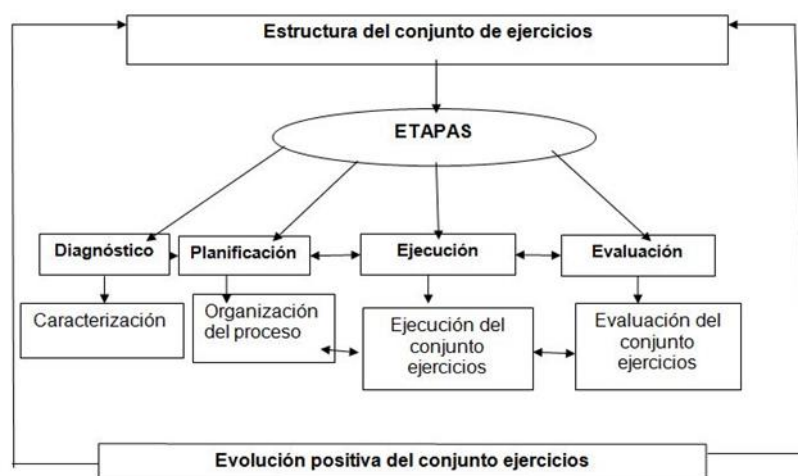 Estructura del conjunto de ejercicios
ETAPAS
Diagnóstico
Planificación
Ejecución
Evaluación
Caracterización
Organización
del proceso
Ejecución del
conjunto
ejercicios
Evaluación del
conjunto
ejercicios
Evolución positiva del conjunto ejercicios